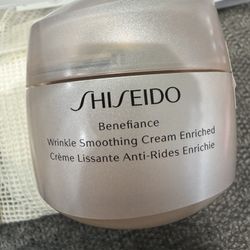 SHISEIDO
Benefiance
Wrinkle Smoothing Cream Enriched
Crème Lissante Anti-Rides Enrichie